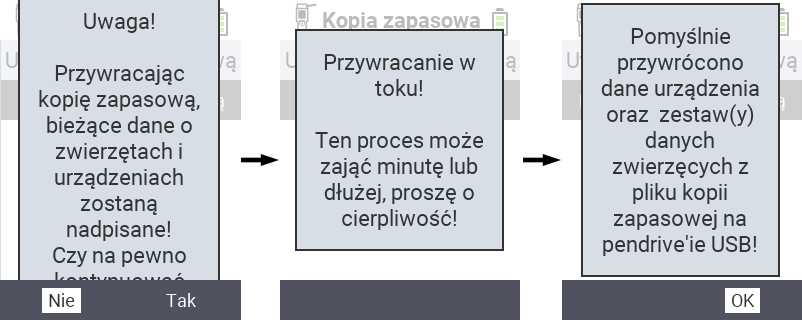 Uwaga!
Przywracając
kopię zapasową,
bieżące dane o
zwierzętach i
urządzeniach
zostaną
nadpisane!
Czy na pewno
kontynuować
Nie
Tak
Kopia zapasowa
Przywracanie w
toku!
Ten proces może
zająć minutę lub
dłużej, proszę o
cierpliwość!
Pomyślnie
przywrócono
dane urządzenia
oraz zestaw(y)
danych
zwierzęcych z
pliku kopii
zapasowej na
pendrive'ie USB!
OK